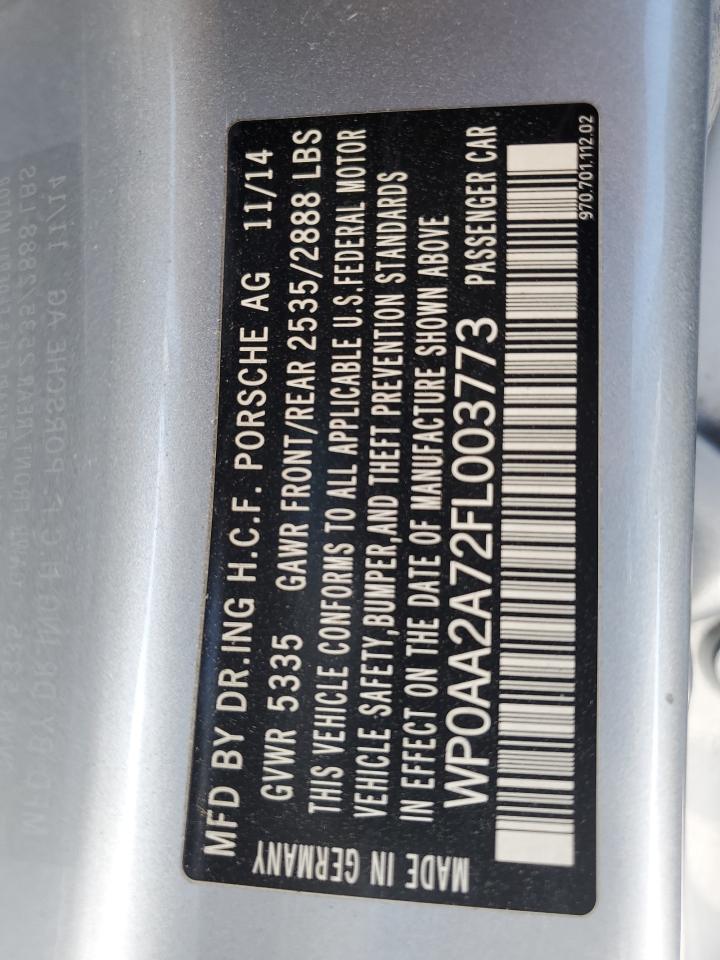 MFD BY DR.ING H.C.F. PORSCHE AG 11/14
GVWR 5335 GAWR FRONT/REAR 2535/2888 LBS
THIS VEHICLE CONFORMS TO ALL APPLICABLE U.S.FEDERAL MOTOR
VEHICLE SAFETY,BUMPER,AND THEFT PREVENTION STANDARDS
IN EFFECT ON THE DATE OF MANUFACTURE SHOWN ABOVE
WP0AA2A72FL003773 PASSENGER CAR
970.701.112.02
MADE IN GERMANY